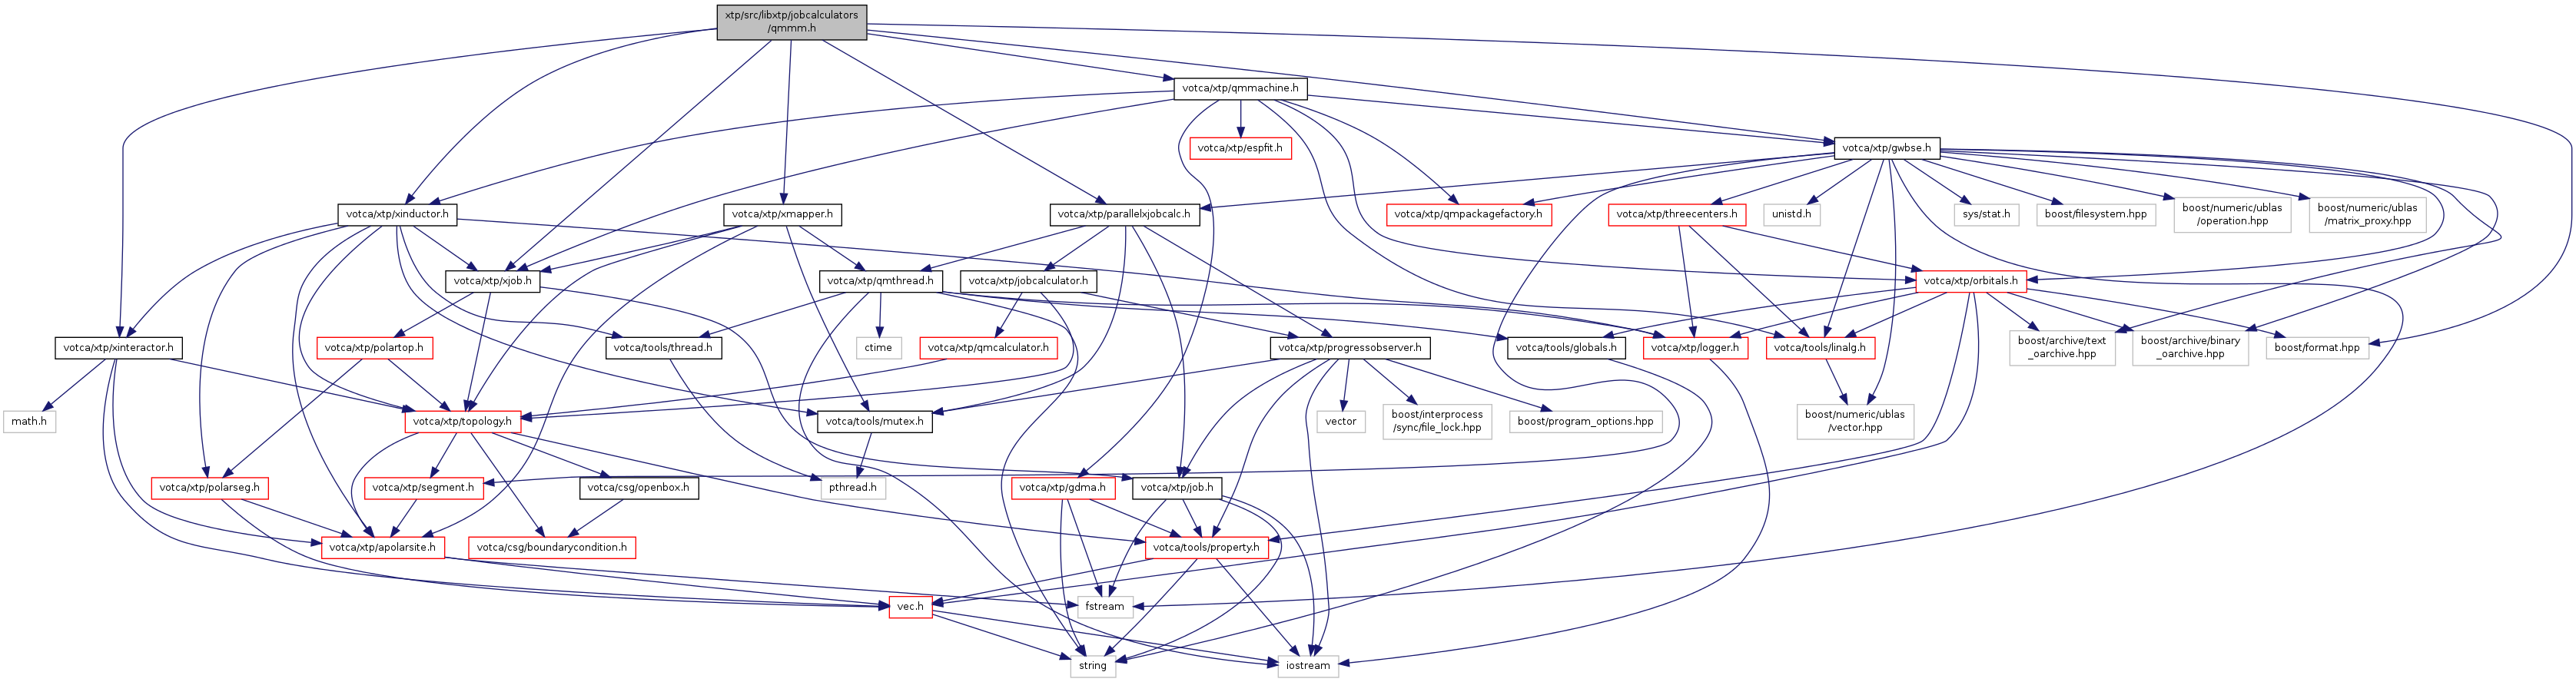 xtp/src/libxtp/jobcalculators
/qmmm.h
votca/xtp/qmmachine.h
votca/xtp/espfit.h
votca/xtp/gwbse.h
votca/xtp/xinductor.h
votca/xtp/xmapper.h
votca/xtp/parallelxjobcalc.h
votca/xtp/qmpackagefactory.h
votca/xtp/threecenters.h
unistd.h
sys/stat.h
boost/filesystem.hpp
boost/numeric/ublas
/operation.hpp
boost/numeric/ublas
/matrix_proxy.hpp
votca/xtp/xjob.h
votca/xtp/qmthread.h
votca/xtp/jobcalculator.h
votca/xtp/orbitals.h
votca/xtp/xinteractor.h
votca/xtp/polartop.h
votca/tools/thread.h
ctime
votca/xtp/qmcalculator.h
votca/xtp/progressobserver.h
votca/tools/globals.h
votca/xtp/logger.h
votca/tools/linalg.h
boost/archive/text
_oarchive.hpp
boost/archive/binary
_oarchive.hpp
boost/format.hpp
math.h
votca/xtp/topology.h
votca/tools/mutex.h
vector
boost/interprocess
/sync/file_lock.hpp
boost/program_options.hpp
boost/numeric/ublas
/vector.hpp
votca/xtp/polarseg.h
votca/xtp/segment.h
votca/csg/openbox.h
pthread.h
votca/xtp/gdma.h
votca/xtp/job.h
votca/xtp/apolarsite.h
votca/csg/boundarycondition.h
votca/tools/property.h
vec.h
fstream
string
iostream